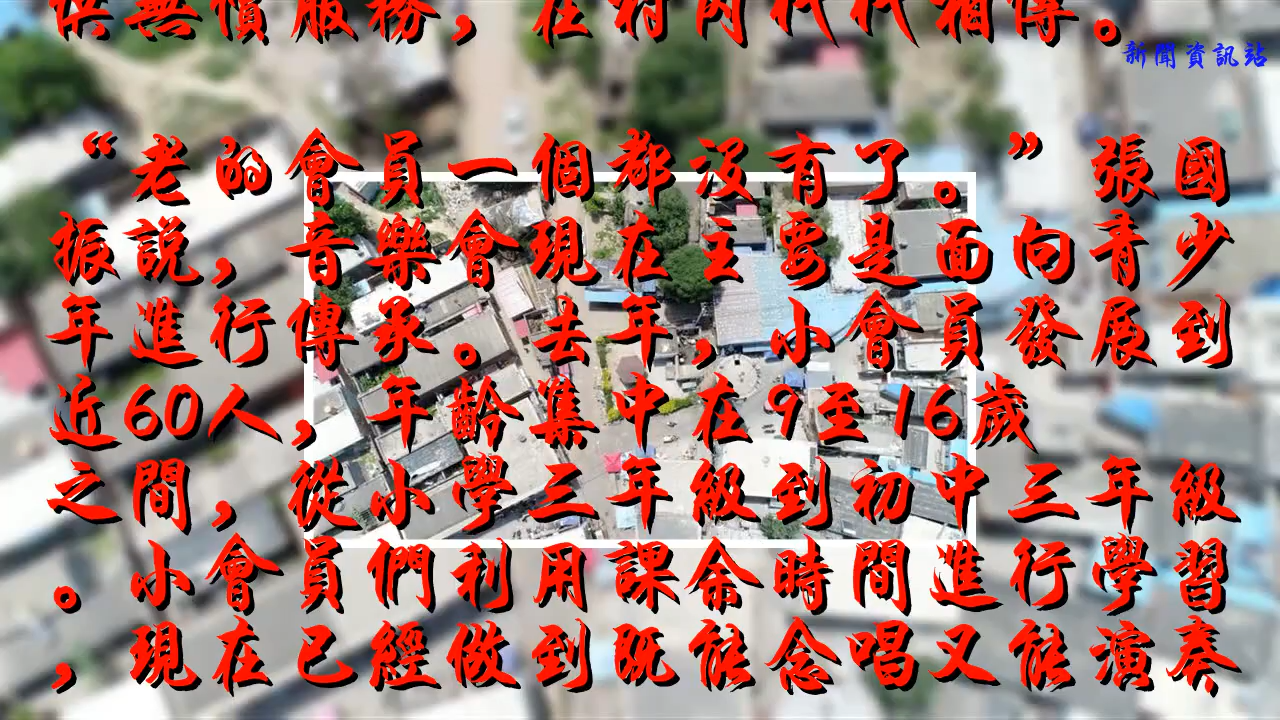 供無償服務，在村內代代相傳。
新聞資訊站
“老的會員一個都沒有了。”張國
振說，音樂會現在主要是面向青少
年進行傳承。去年，小會員發展到
近60人，年齡集中在9至16歲
之間，從小學三年級到初中三年級
。小會員們利用課余時間進行學習
，現在已經做到既能念唱又能演奏